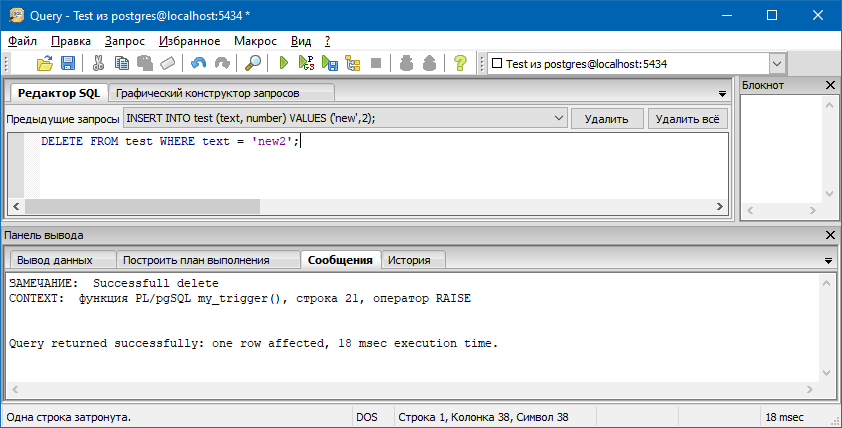 Query - Test из postgres@localhost:5434 *
Файл Правка Запрос Избранное Макрос Вид ?
Test из postgres@localhost:5434
Редактор SQL Графический конструктор запросов
Блокнот
Предыдущие запросы INSERT INTO test (text, number) VALUES ('new',2); Удалить Удалить всё
DELETE FROM test WHERE text = 'new2';
Панель вывода
Вывод данных Построить план выполнения Сообщения История
ЗАМЕЧАНИЕ:  Successfull delete
CONTEXT:  функция PL/pgSQL my_trigger(), строка 21, оператор RAISE
Query returned successfully: one row affected, 18 msec execution time.
Одна строка затронута. DOS Строка 1, Колонка 38, Символ 38 18 msec